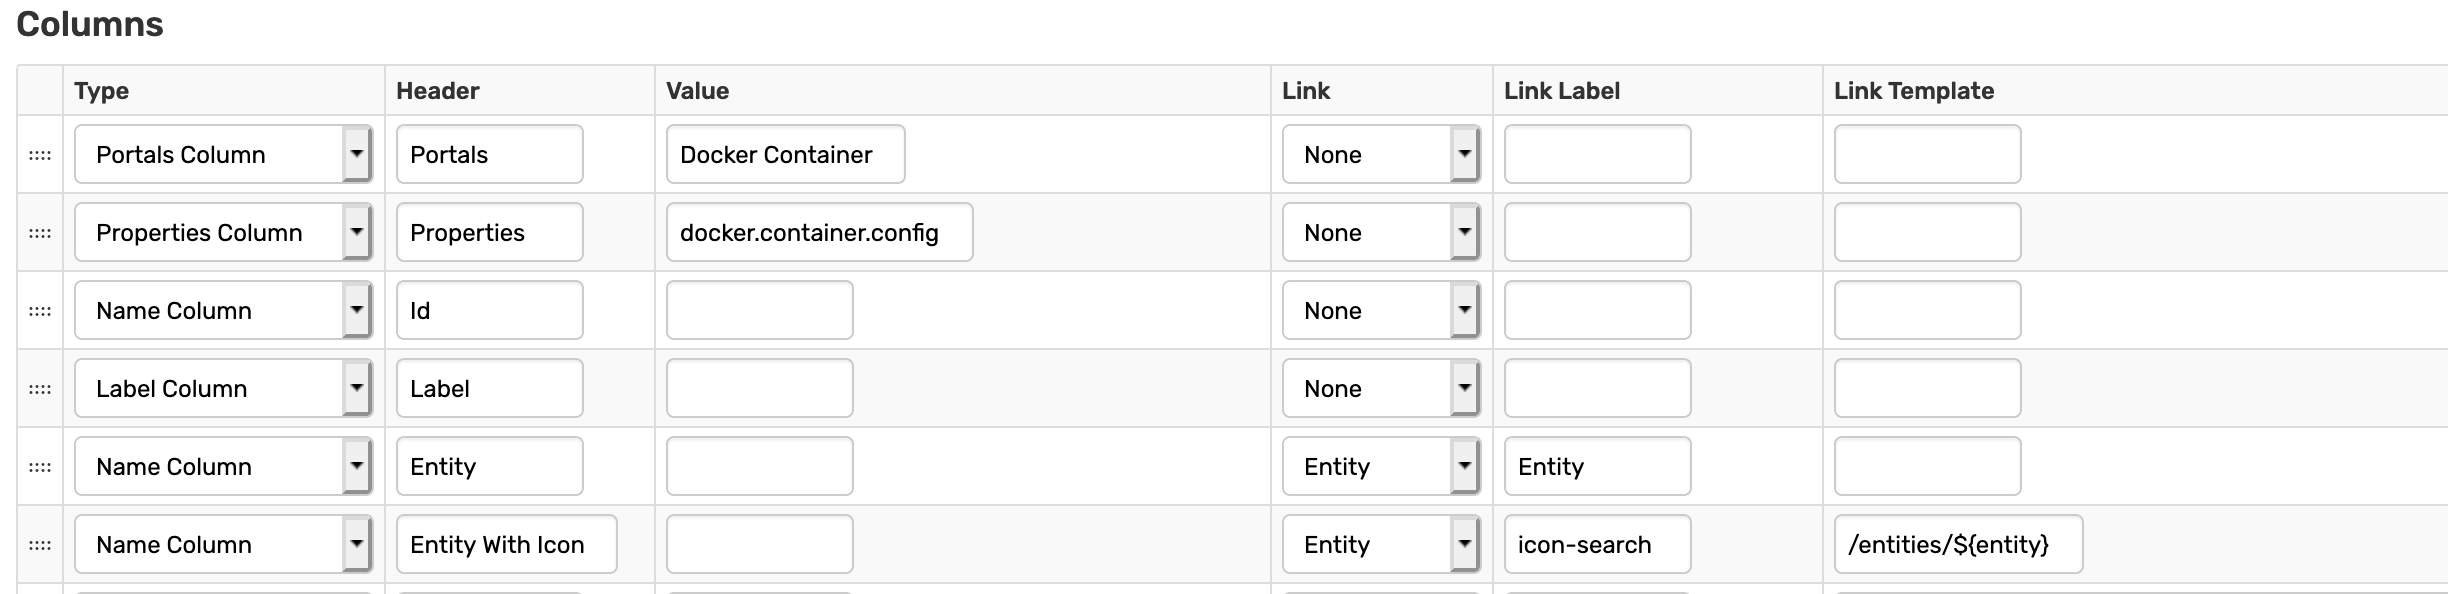 Columns
Type Header Value Link Link Label Link Template
Portals Column Portals Docker Container None
Properties Column Properties docker.container.config None
Name Column Id None
Label Column Label None
Name Column Entity Entity Entity
Name Column Entity With Icon Entity icon-search /entities/${entity}